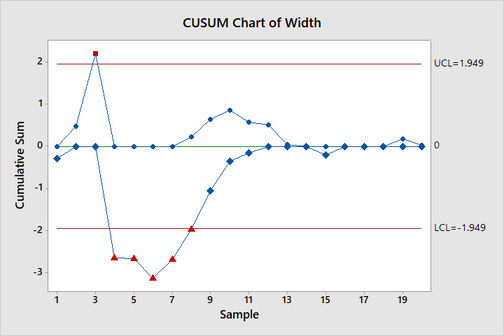 CUSUM Chart of Width
2
1
0
-1
-2
-3
Cumulative Sum
UCL=1.949
0
LCL=-1.949
1 3 5 7 9 11 13 15 17 19
Sample